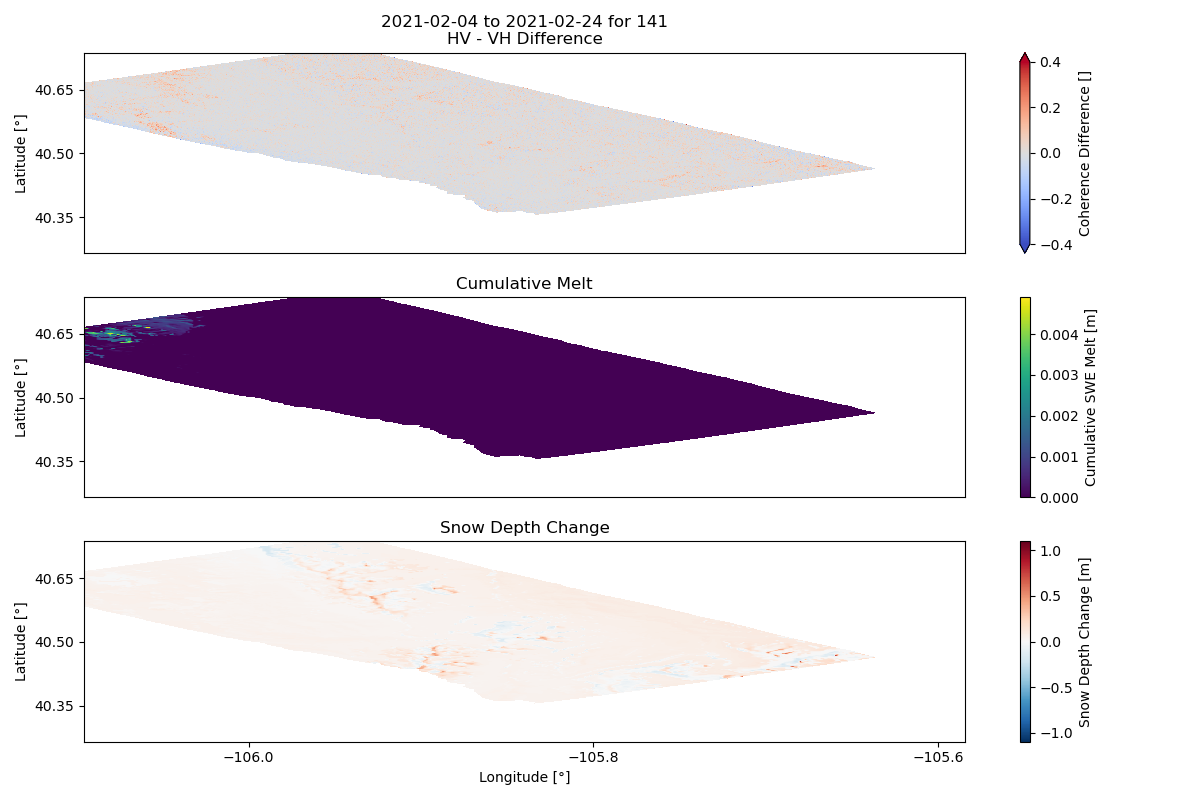 2021-02-04 to 2021-02-24 for 141
HV - VH Difference
40.65
40.50
40.35
Latitude [°]
0.4
0.2
0.0
−0.2
−0.4
Coherence Difference []
Cumulative Melt
40.65
40.50
40.35
Latitude [°]
0.004
0.003
0.002
0.001
0.000
Cumulative SWE Melt [m]
Snow Depth Change
40.65
40.50
40.35
Latitude [°]
1.0
0.5
0.0
−0.5
−1.0
Snow Depth Change [m]
−106.0
−105.8
−105.6
Longitude [°]